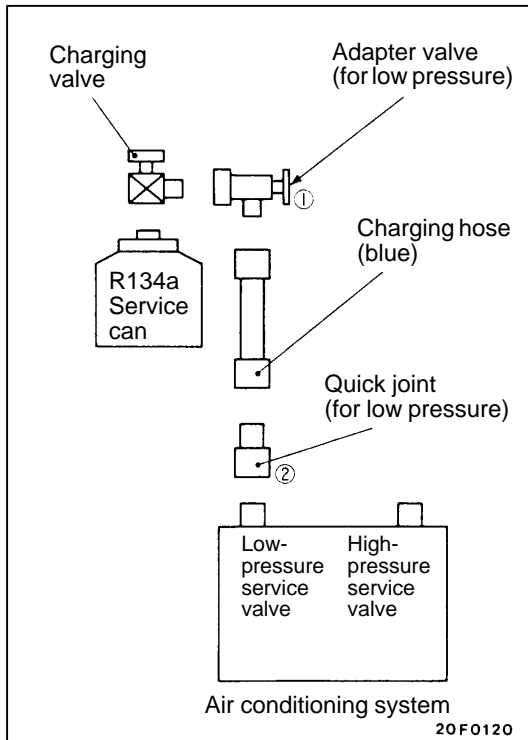 Charging
valve
Adapter valve
(for low pressure)
①
R134a
Service
can
Charging hose
(blue)
Quick joint
(for low pressure)
②
Low-
pressure
service
valve
High-
pressure
service
valve
Air conditioning system
20F0120